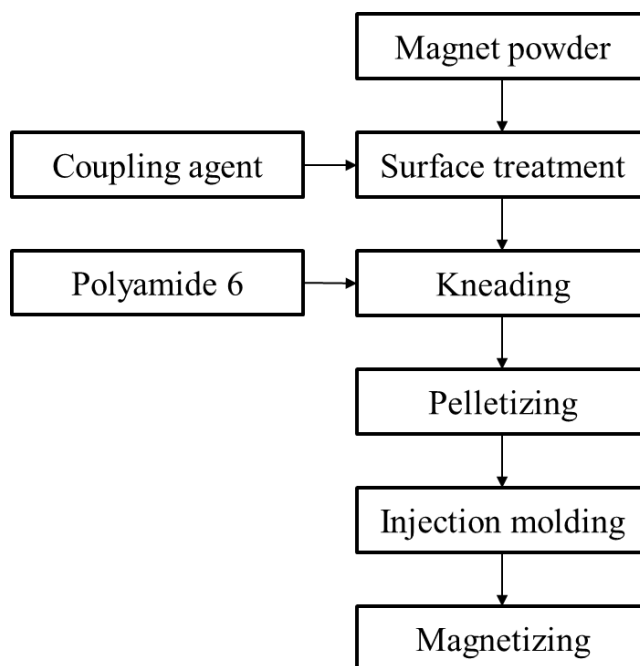 Magnet powder
Coupling agent
Surface treatment
Polyamide 6
Kneading
Pelletizing
Injection molding
Magnetizing